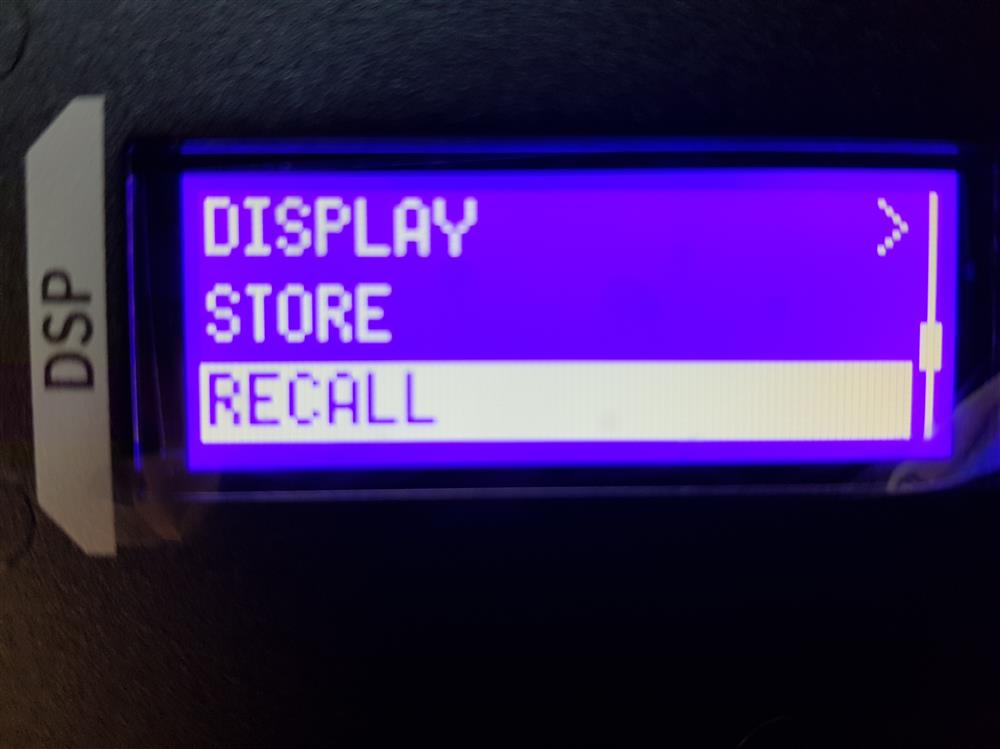 DSP
DISPLAY >
STORE
RECALL